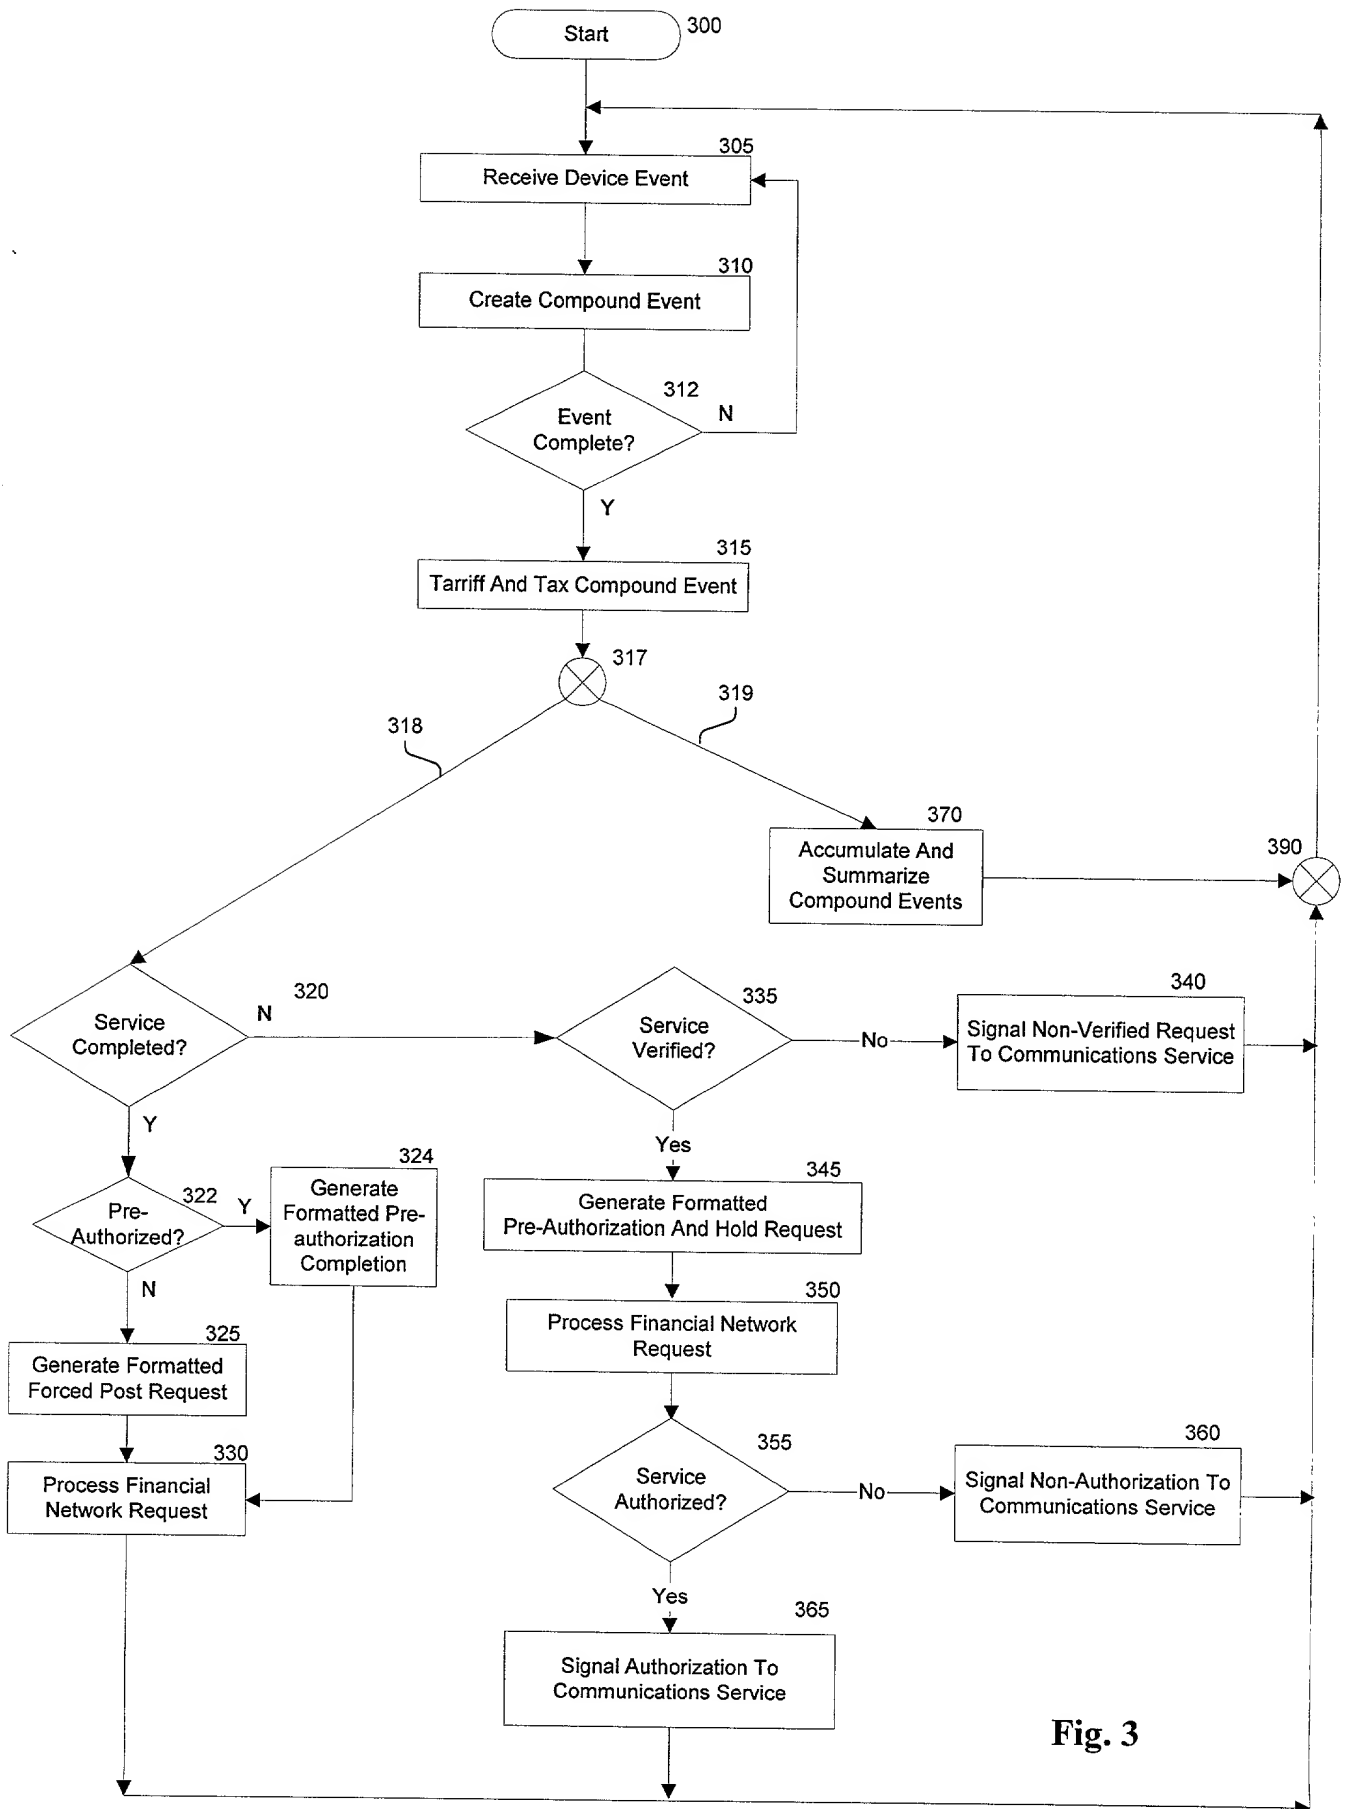 Start
300
305
Receive Device Event
310
Create Compound Event
312
Event
Complete?
N
Y
315
Tarriff And Tax Compound Event
317
318
319
370
Accumulate And
Summarize
Compound Events
390
320
Service
Completed?
N
335
Service
Verified?
No
340
Signal Non-Verified Request
To Communications Service
Y
Yes
322
Pre-
Authorized?
Y
324
Generate
Formatted Pre-
authorization
Completion
345
Generate Formatted
Pre-Authorization And Hold Request
N
350
Process Financial Network
Request
325
Generate Formatted
Forced Post Request
330
Process Financial
Network Request
355
Service
Authorized?
No
360
Signal Non-Authorization To
Communications Service
Yes
365
Signal Authorization To
Communications Service
Fig. 3